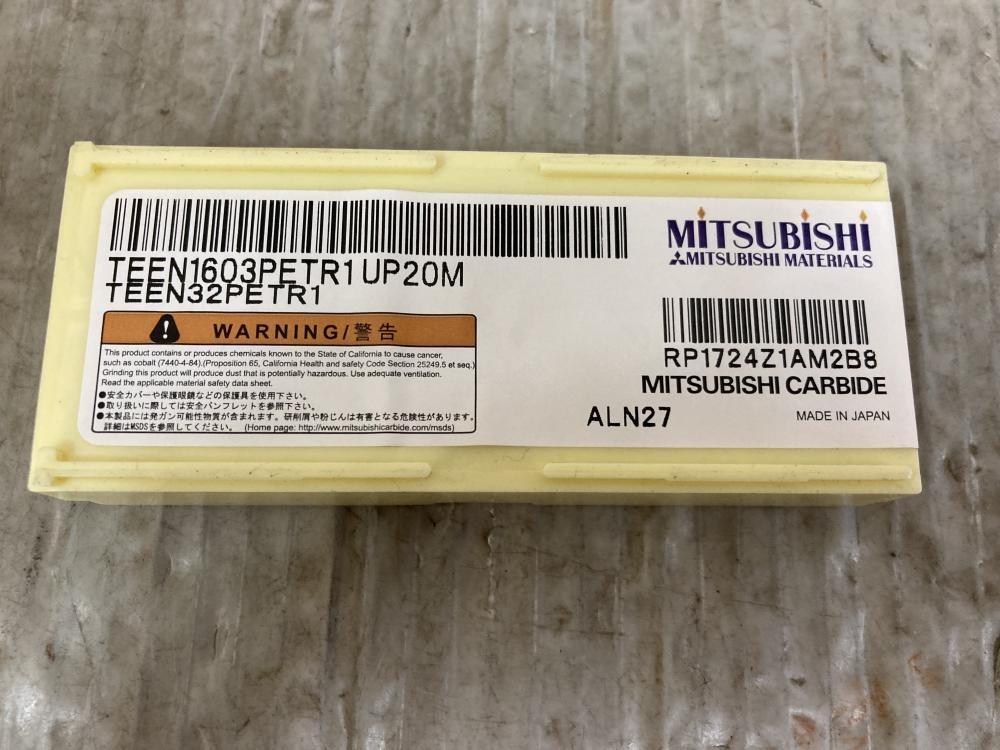 TEEN1603PETR1 UP20M
TEEN32PETR1
WARNING/警告
This product contains or produces chemicals known to the State of California to cause cancer,
such as cobalt (7440-4-84).(Proposition 65, California Health and safety Code Section 25249.5 et seq.)
Grinding this product will produce dust that is potentially hazardous. Use adequate ventilation.
Read the applicable material safety data sheet.
●安全カバーや保護眼鏡などの保護具を使用下さい。
●取り扱いに際しては安全パンフレットを参照下さい。
●本製品には発ガン可能性物質が含まれます。研削屑や粉じんは有害となる危険性があります。
詳細はMSDSを参照してください。 (Home page: http://www.mitsubishicarbide.com/msds)
MITSUBISHI
MITSUBISHI MATERIALS
RP1724Z1AM2B8
MITSUBISHI CARBIDE
ALN27
MADE IN JAPAN